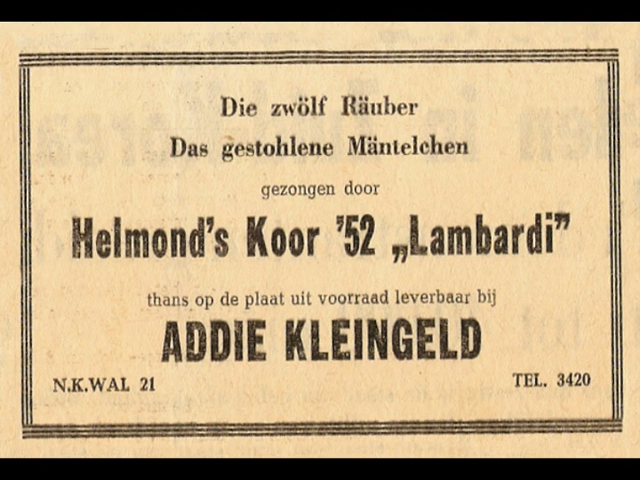 Die zwölf Räuber
Das gestohlene Mäntelchen
gezongen door
Helmond's Koor '52 „Lambardi”
thans op de plaat uit voorraad leverbaar bij
ADDIE KLEINGELD
N.K.WAL 21 TEL. 3420